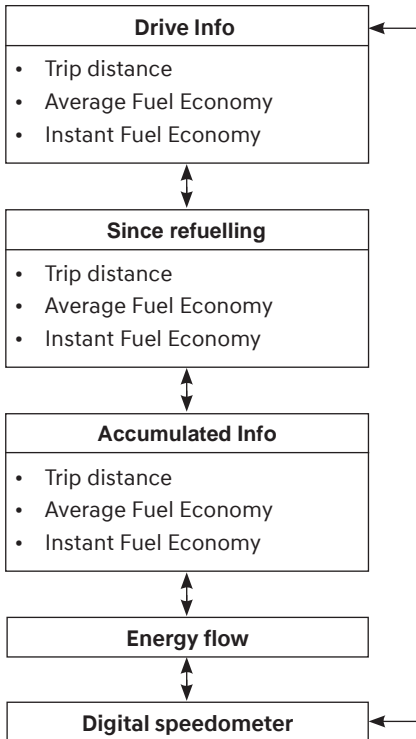 Drive Info
• Trip distance
• Average Fuel Economy
• Instant Fuel Economy
Since refuelling
• Trip distance
• Average Fuel Economy
• Instant Fuel Economy
Accumulated Info
• Trip distance
• Average Fuel Economy
• Instant Fuel Economy
Energy flow
Digital speedometer